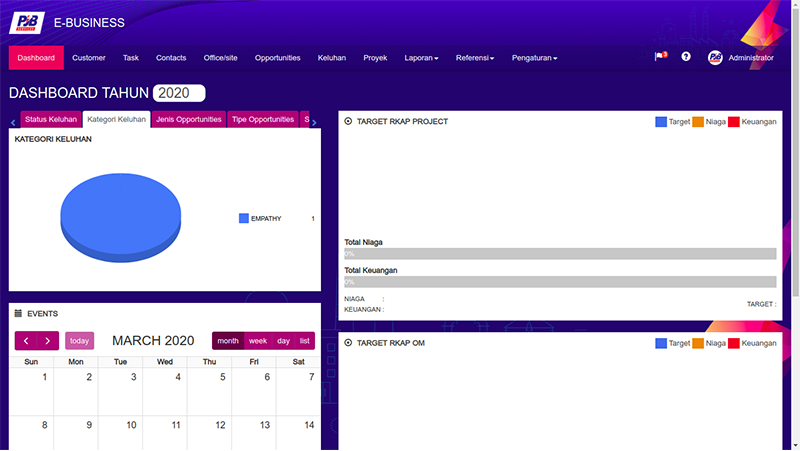 PJB
SERVICES
E-BUSINESS
Dashboard Customer Task Contacts Office/site Opportunities Keluhan Proyek Laporan Referensi Pengaturan 3 ? PJB Administrator
DASHBOARD TAHUN 2020
Status Keluhan Kategori Keluhan Jenis Opportunities Tipe Opportunities S
KATEGORI KELUHAN
EMPATHY 1
TARGET RKAP PROJECT Target Niaga Keuangan
Total Niaga
0%
Total Keuangan
0%
NIAGA :
KEUANGAN :
TARGET :
EVENTS
today MARCH 2020 month week day list
Sun Mon Tue Wed Thu Fri Sat
1 2 3 4 5 6 7
8 9 10 11 12 13 14
TARGET RKAP OM Target Niaga Keuangan